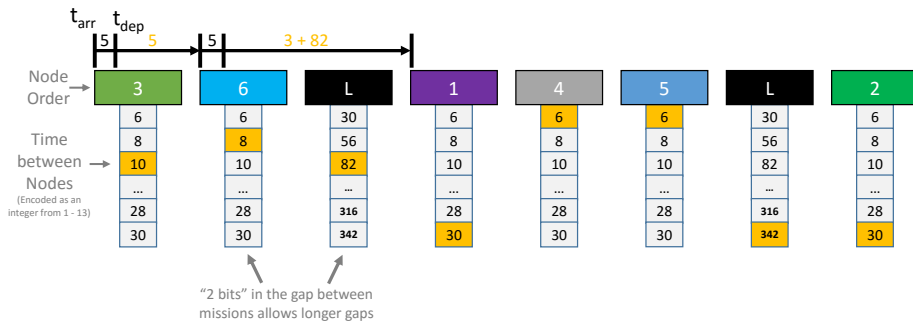 t_arr 5 t_dep 5 5 3 + 82
Node
Order
3 6 L 1 4 5 L 2
6 6 30 6 6 6 30 6
8 8 56 8 8 8 56 8
Time
between
Nodes
(Encoded as an
integer from 1 - 13)
10 10 82 10 10 10 82 10
... ... ... ... ... ... ... ...
28 28 316 28 28 28 316 28
30 30 342 30 30 30 342 30
“2 bits” in the gap between
missions allows longer gaps